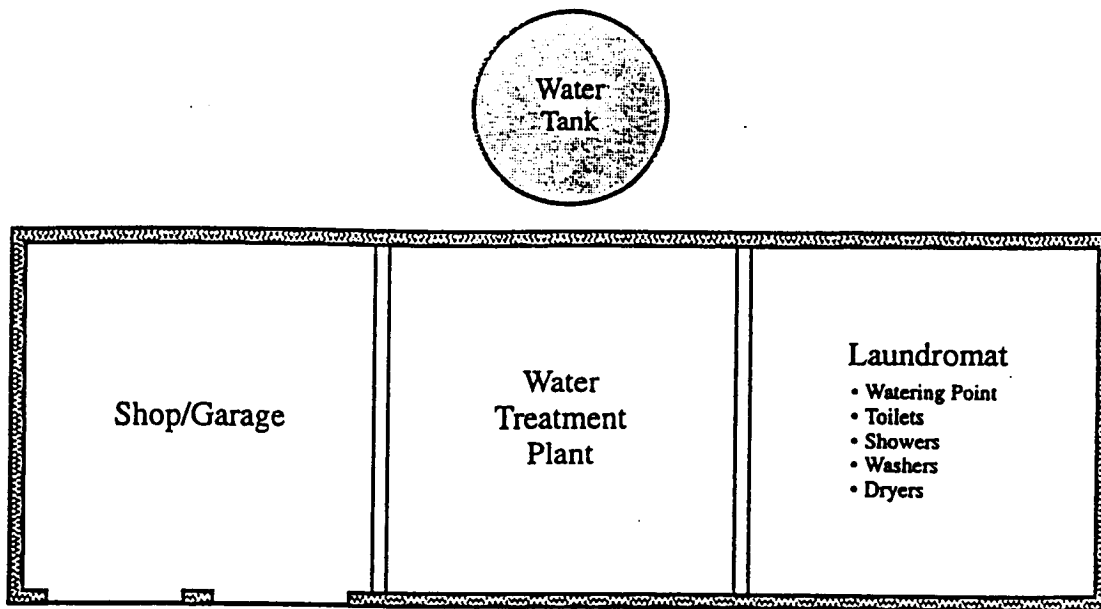 Water
Tank
Shop/Garage
Water
Treatment
Plant
Laundromat
• Watering Point
• Toilets
• Showers
• Washers
• Dryers